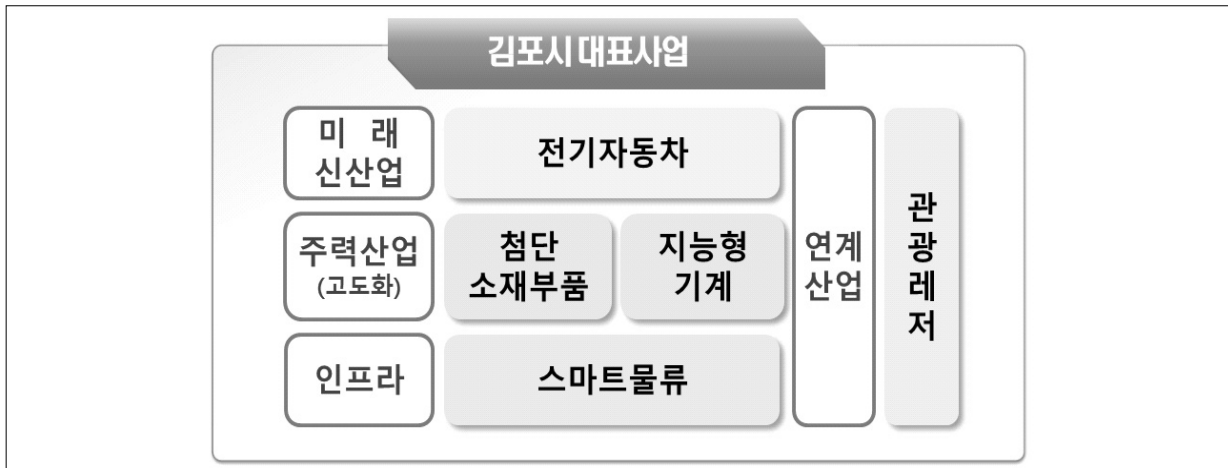 김포시 대표사업
미 래
신산업
전기자동차
주력산업
(고도화)
첨단
소재부품
지능형
기계
인프라
스마트물류
연계
산업
관
광
레
저